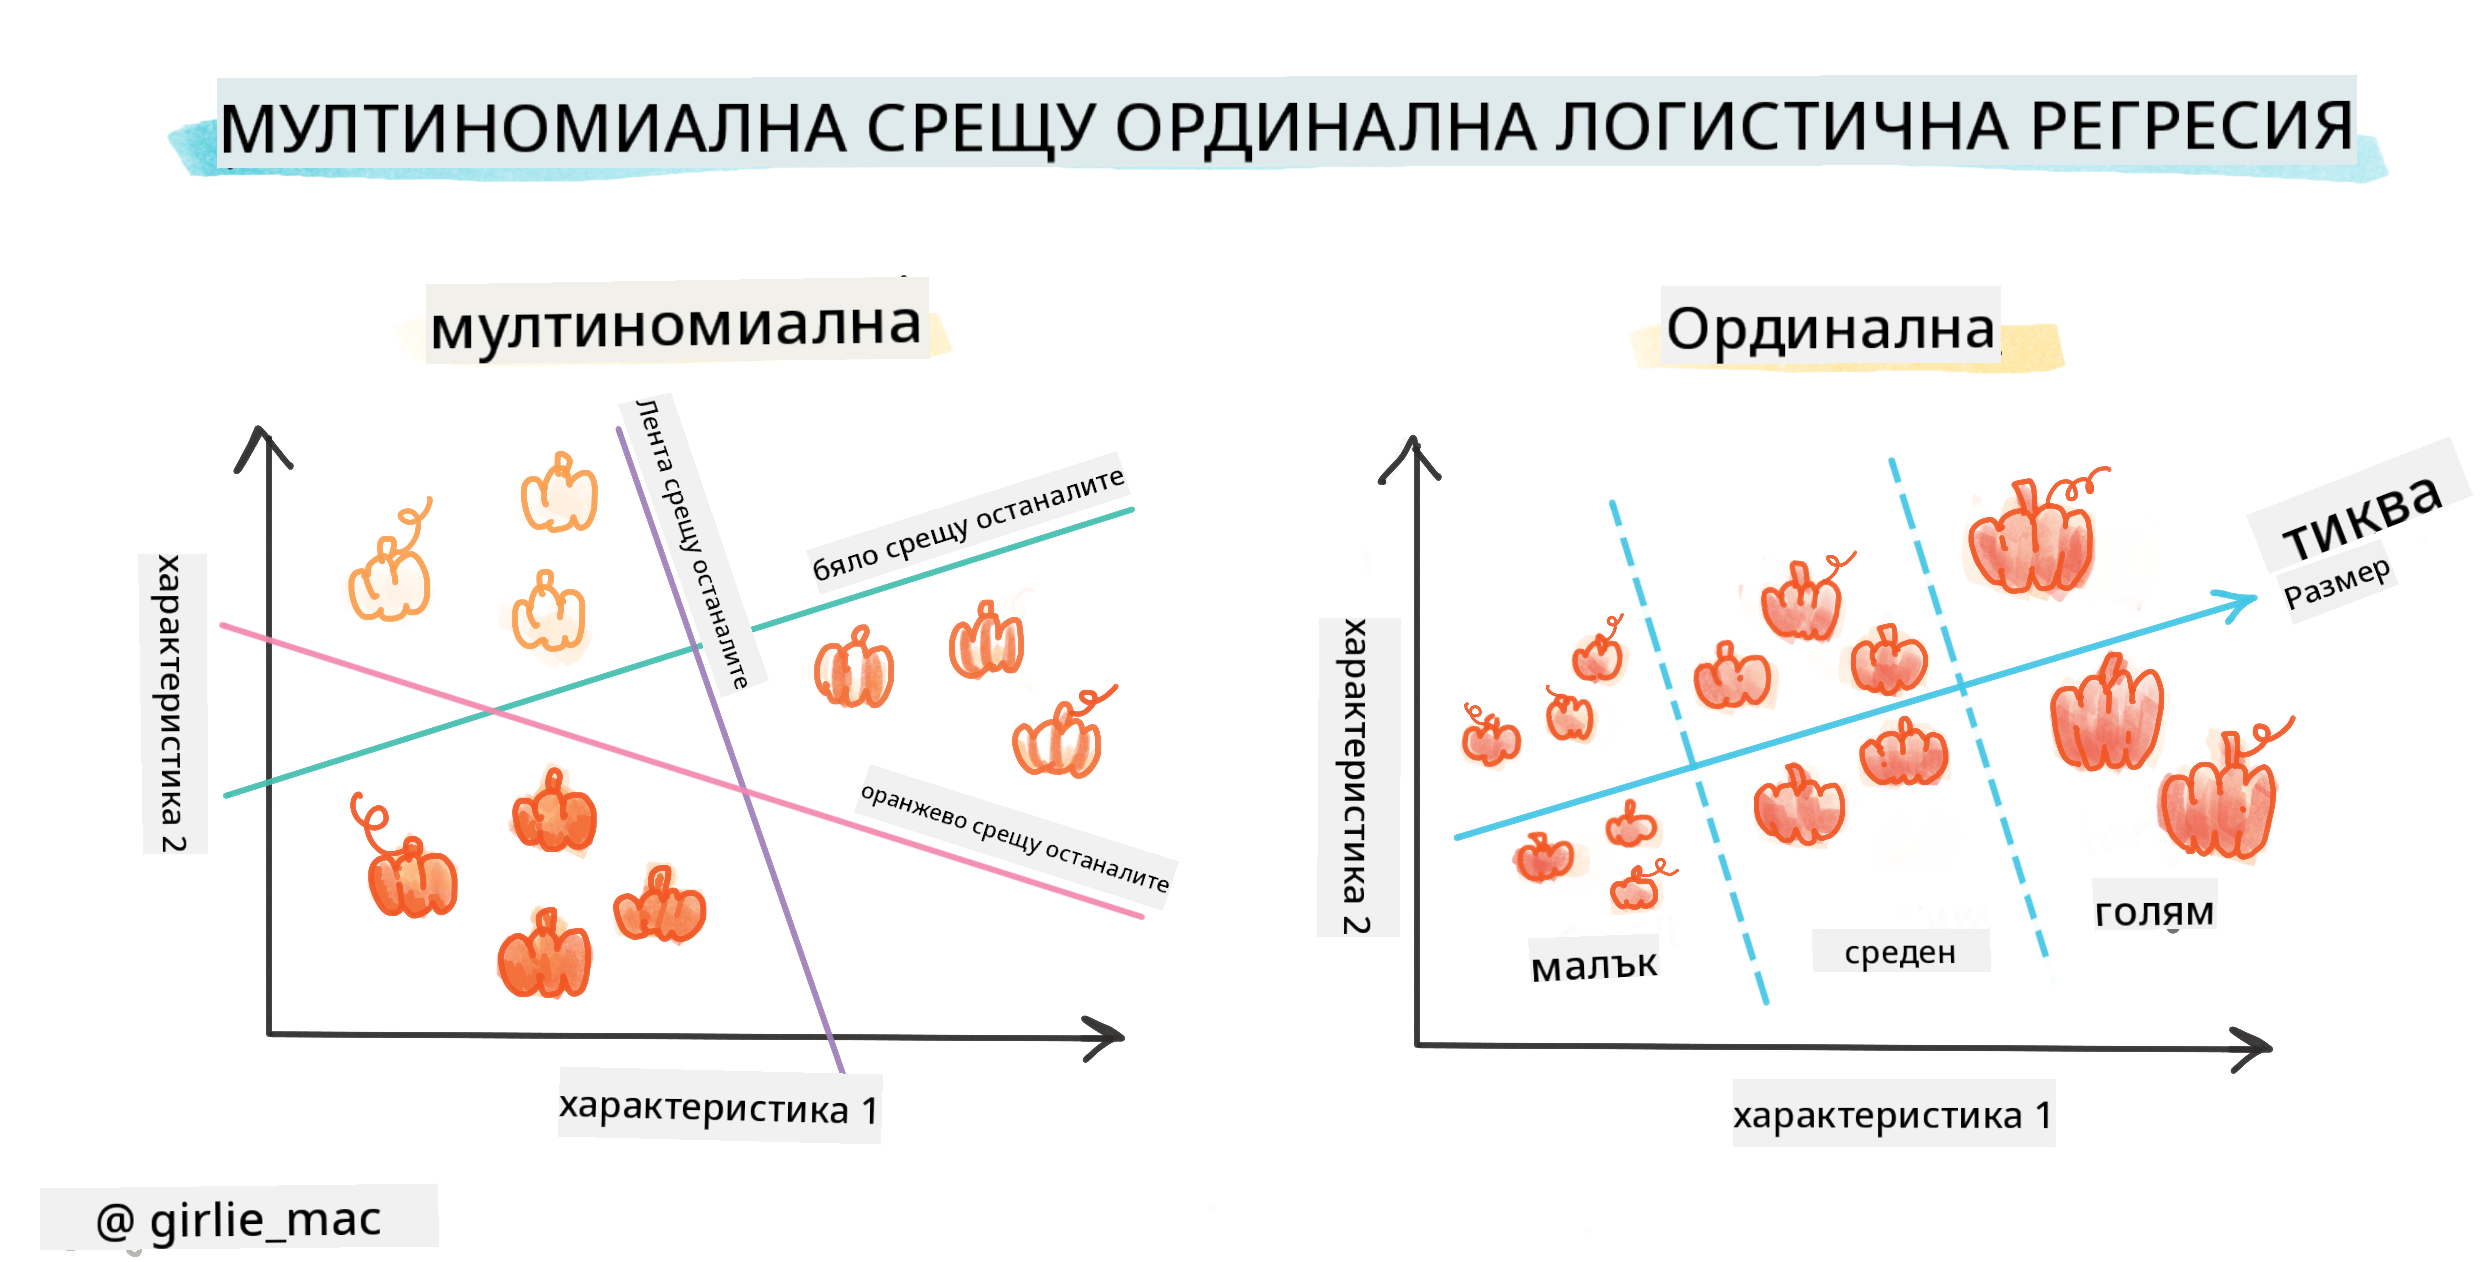 МУЛТИНОМИАЛНА СРЕЩУ ОРДИНАЛНА ЛОГИСТИЧНА РЕГРЕСИЯ
мултиномиална
Лента срещу останалите
бяло срещу останалите
оранжево срещу останалите
характеристика 2
характеристика 1
Ординална
тиква
Размер
характеристика 2
малък
среден
голям
характеристика 1
@ girlie_mac